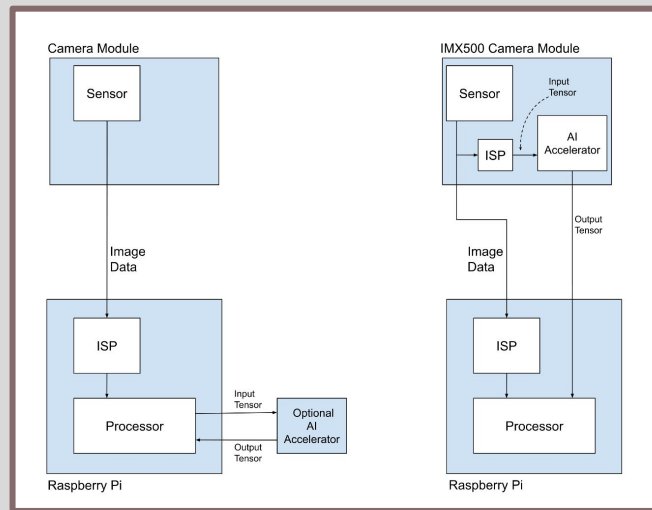 Camera Module
Sensor
Image
Data
ISP
Processor
Input
Tensor
Output
Tensor
Optional
AI
Accelerator
Raspberry Pi
IMX500 Camera Module
Sensor
Input
Tensor
ISP
AI
Accelerator
Output
Tensor
Image
Data
ISP
Processor
Raspberry Pi